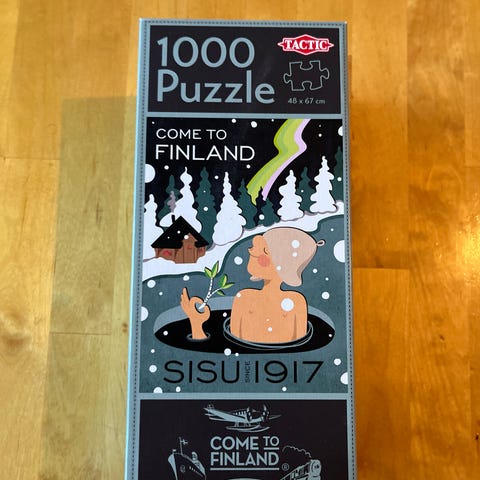 1000
Puzzle
TACTIC
48 x 67 cm
COME TO
FINLAND
SISU SINCE 1917
COME TO
FINLAND®